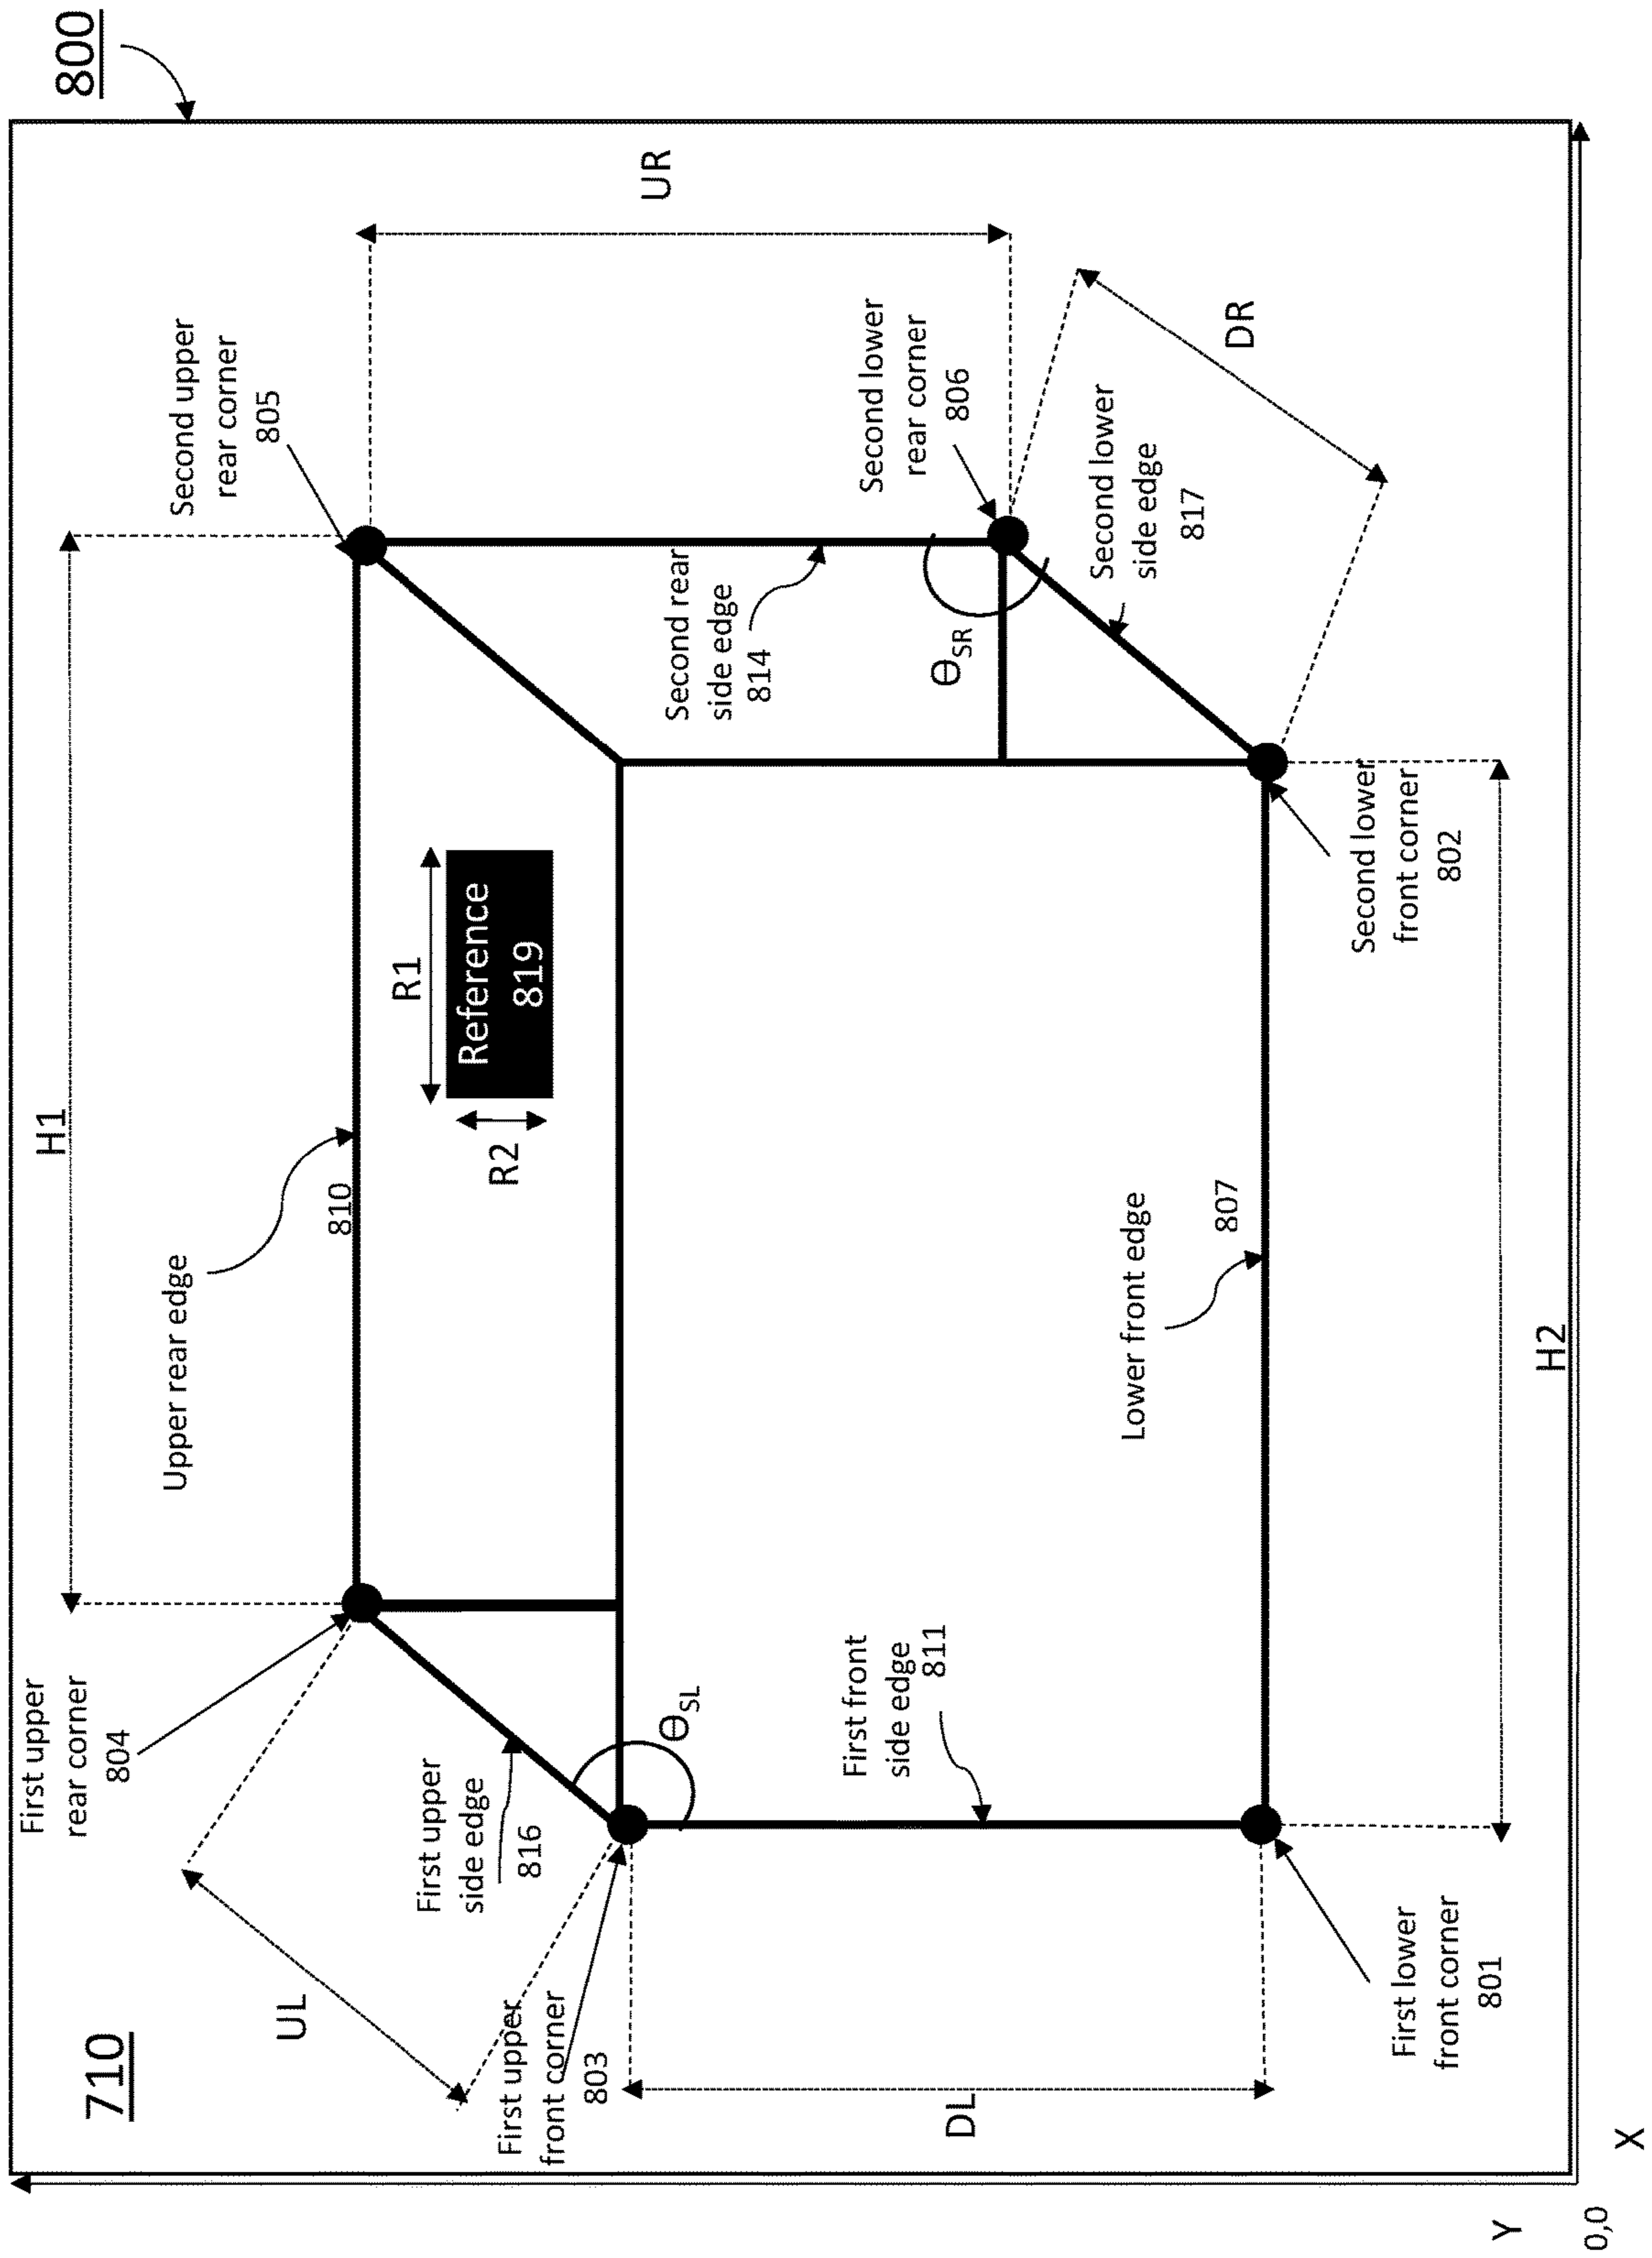 800
710
H1
First upper
rear corner
804
Upper rear edge
810
Second upper
rear corner
805
UL
R1
Reference
819
R2
UR
First upper
side edge
816
First upper
front corner
803
ΘSL
Second rear
side edge
814
Second lower
rear corner
806
ΘSR
First front
side edge
811
DL
Second lower
side edge
817
DR
Lower front edge
807
First lower
front corner
801
Second lower
front corner
802
H2
Y
X
0,0